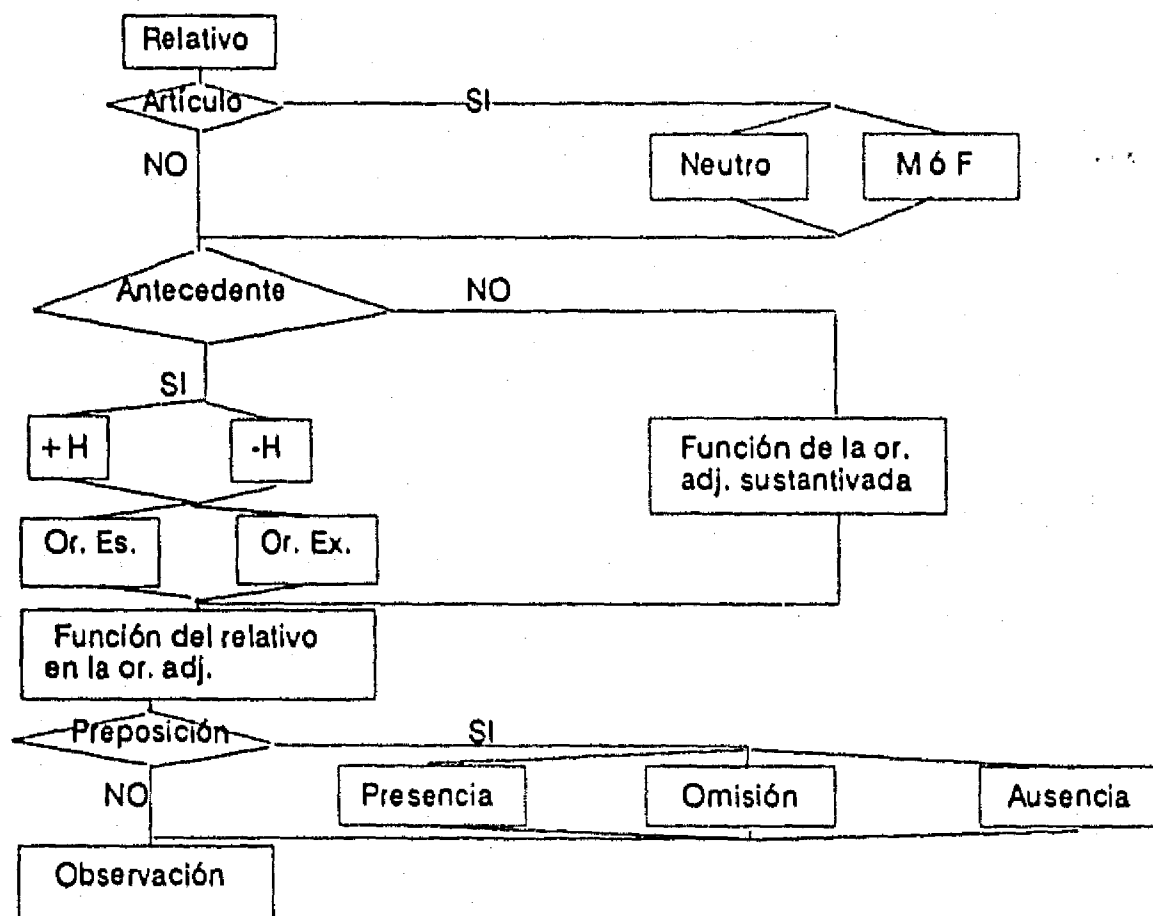 Relativo
Artículo
SI
NO
Neutro
M ó F
Antecedente
NO
SI
+ H
-H
Función de la or.
adj. sustantivada
Or. Es.
Or. Ex.
Función del relativo
en la or. adj.
Preposición
SI
NO
Presencia
Omisión
Ausencia
Observación